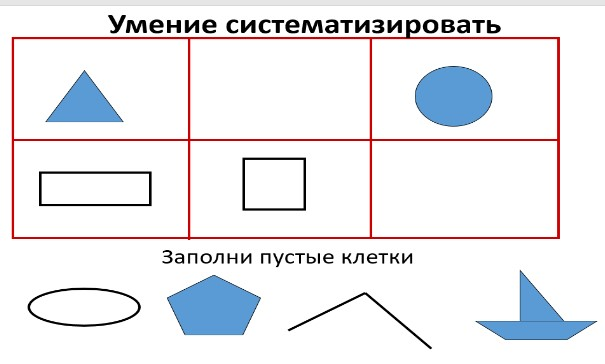 Умение систематизировать
Заполни пустые клетки